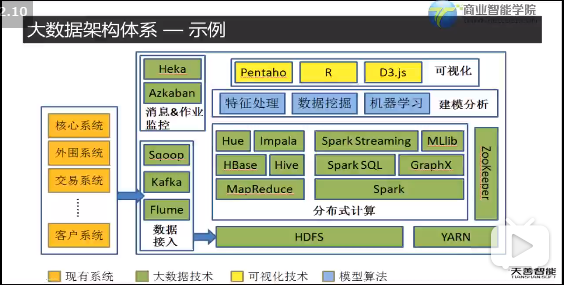 2.10
商业智能学院
大数据架构体系 — 示例
Heka
Azkaban
消息&作业
监控
Pentaho
R
D3.js
可视化
特征处理
数据挖掘
机器学习
建模分析
核心系统
外围系统
交易系统
客户系统
Sqoop
Kafka
Flume
数据
接入
Hue
Impala
Spark Streaming
MLlib
HBase
Hive
Spark SQL
GraphX
MapReduce
Spark
分布式计算
ZooKeeper
HDFS
YARN
现有系统
大数据技术
可视化技术
模型算法
天善智能